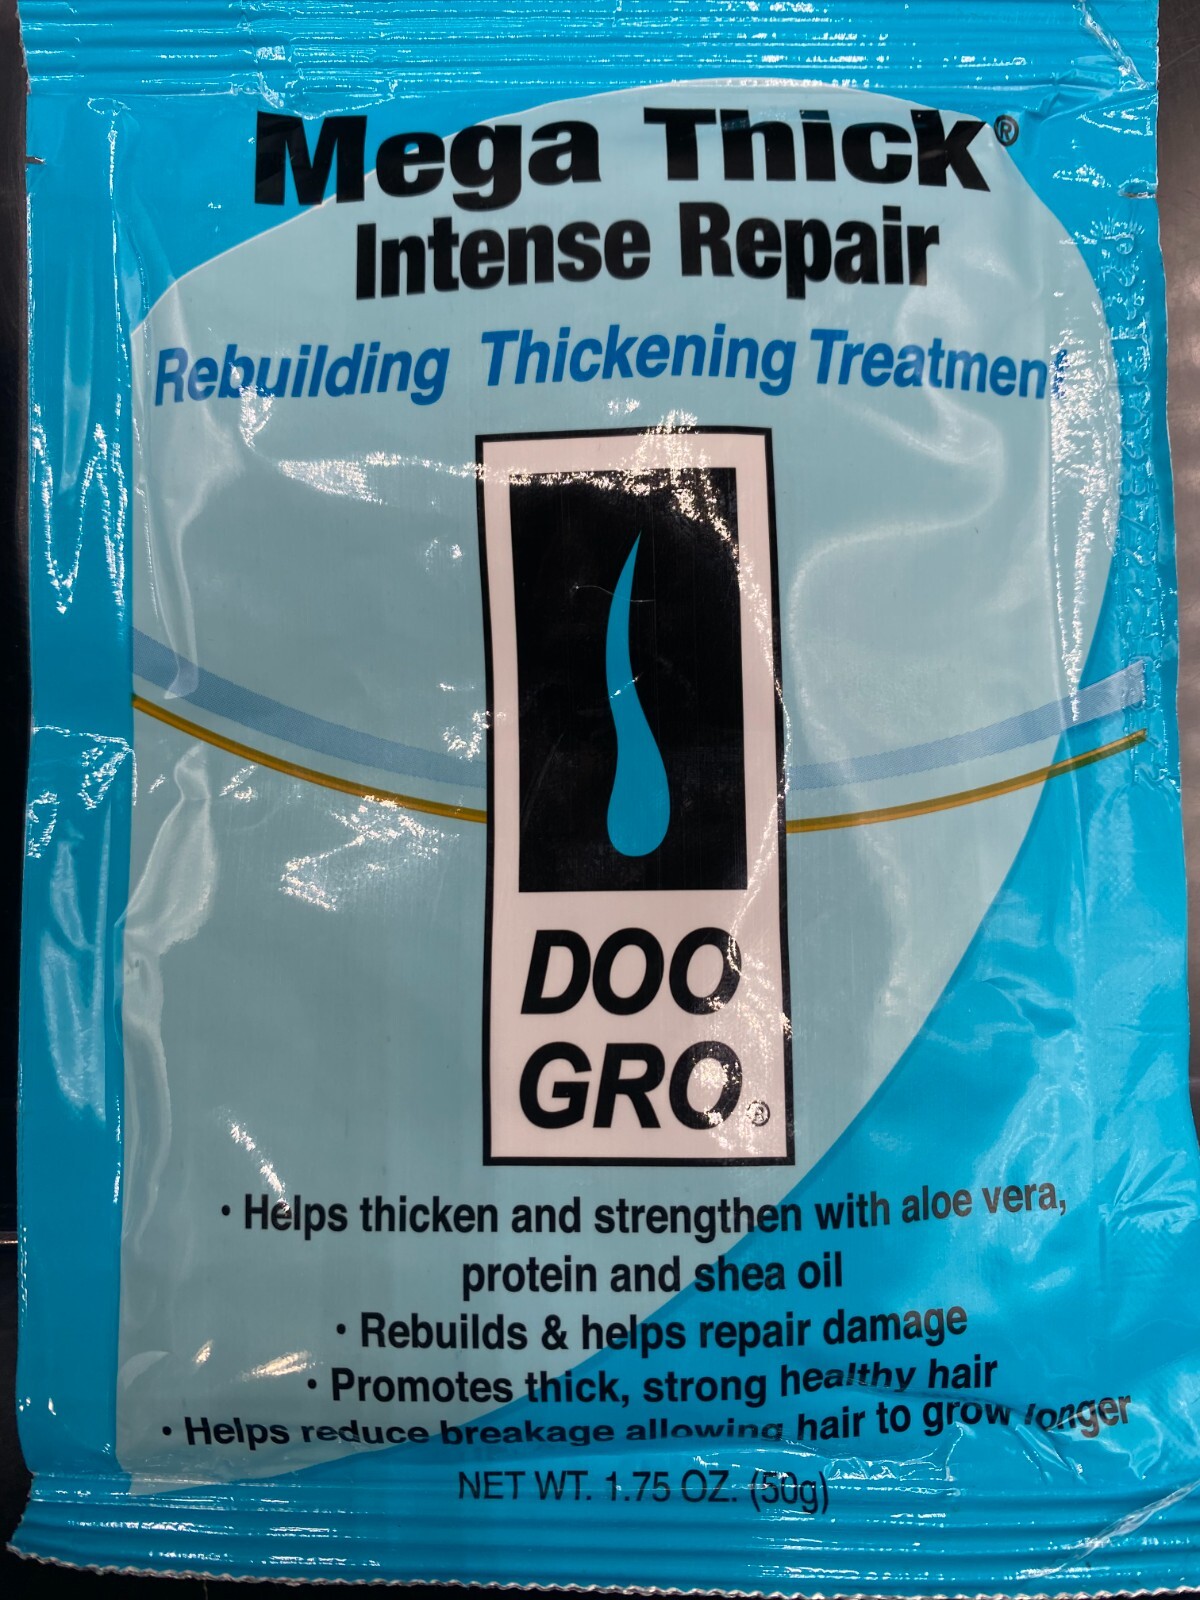 Mega Thick®
Intense Repair
Rebuilding Thickening Treatment
DOO
GRO®
• Helps thicken and strengthen with aloe vera,
protein and shea oil
• Rebuilds & helps repair damage
• Promotes thick, strong healthy hair
• Helps reduce breakage allowing hair to grow longer
NET WT. 1.75 OZ. (50g)